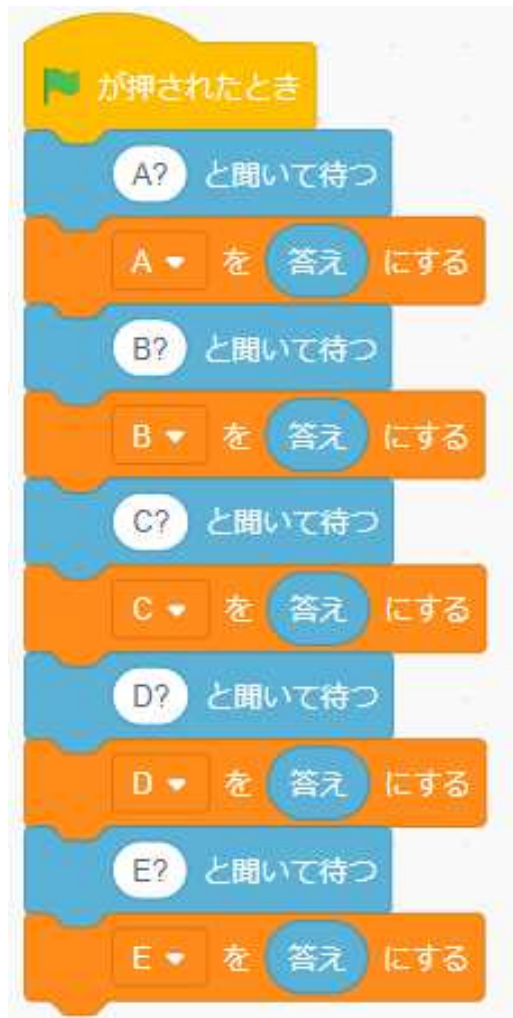 が押されたとき
A? と聞いて待つ
A を 答え にする
B? と聞いて待つ
B を 答え にする
C? と聞いて待つ
C を 答え にする
D? と聞いて待つ
D を 答え にする
E? と聞いて待つ
E を 答え にする